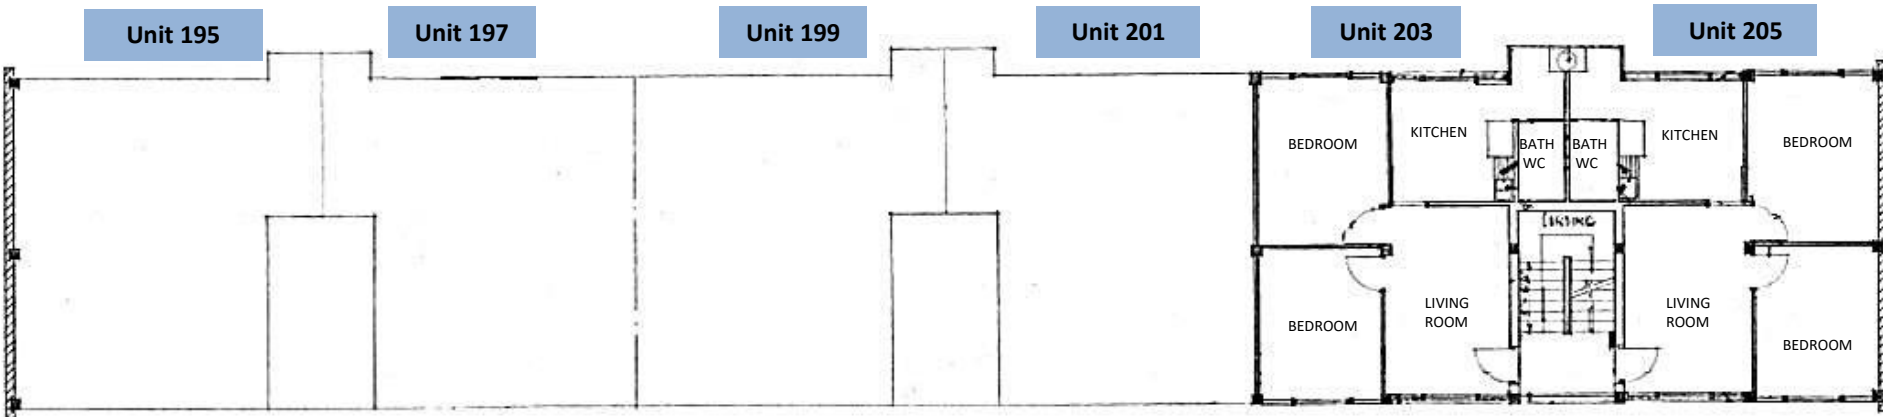 Unit 195
Unit 197
Unit 199
Unit 201
Unit 203
Unit 205
BEDROOM
KITCHEN
BATH
WC
BATH
WC
KITCHEN
BEDROOM
BEDROOM
LIVING
ROOM
LIVING
ROOM
BEDROOM